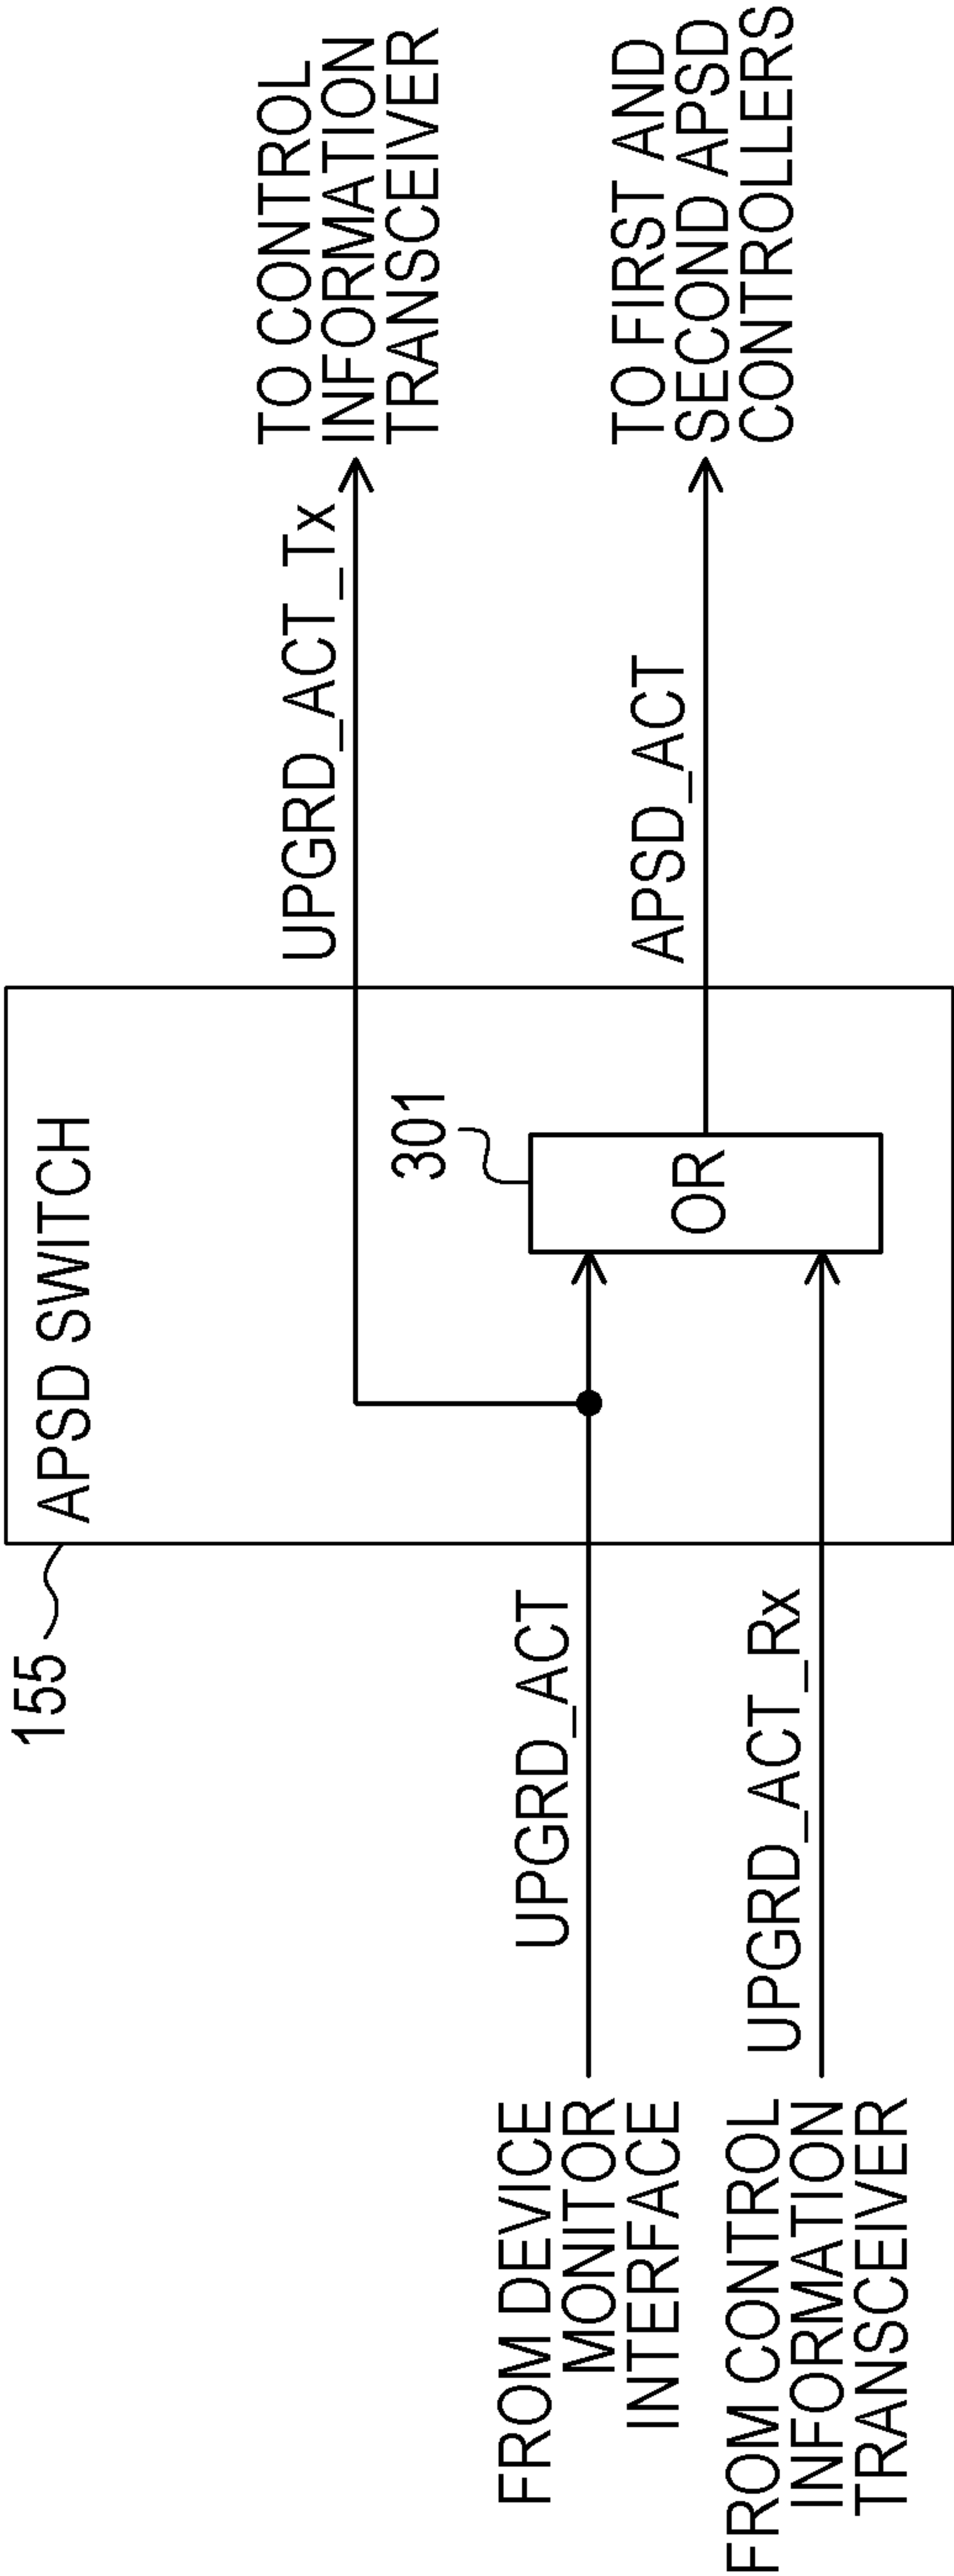 155
APSD SWITCH
301
OR
FROM DEVICE
MONITOR
INTERFACE
UPGRD_ACT
FROM CONTROL
INFORMATION
TRANSCEIVER
UPGRD_ACT_Rx
UPGRD_ACT_Tx
TO CONTROL
INFORMATION
TRANSCEIVER
APSD_ACT
TO FIRST AND
SECOND APSD
CONTROLLERS